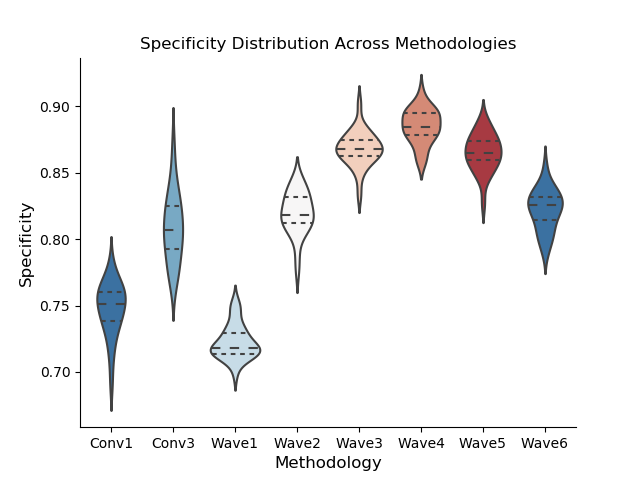 Specificity Distribution Across Methodologies
0.90
0.85
0.80
0.75
0.70
Specificity
Conv1 Conv3 Wave1 Wave2 Wave3 Wave4 Wave5 Wave6
Methodology